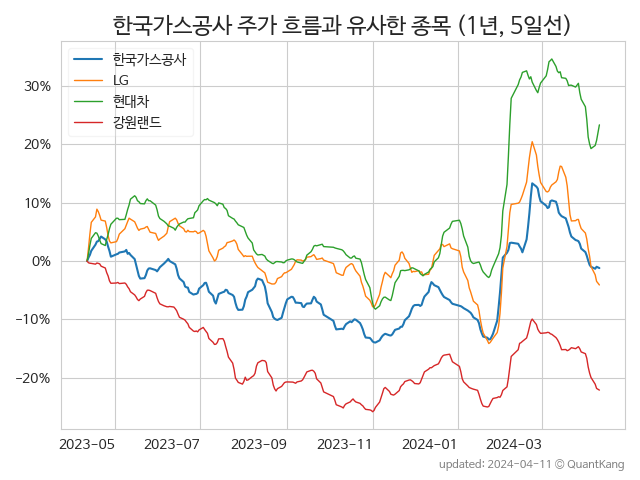 한국가스공사 주가 흐름과 유사한 종목 (1년, 5일선)
한국가스공사
LG
현대차
강원랜드
30%
20%
10%
0%
−10%
−20%
2023-05 2023-07 2023-09 2023-11 2024-01 2024-03
updated: 2024-04-11 © QuantKang